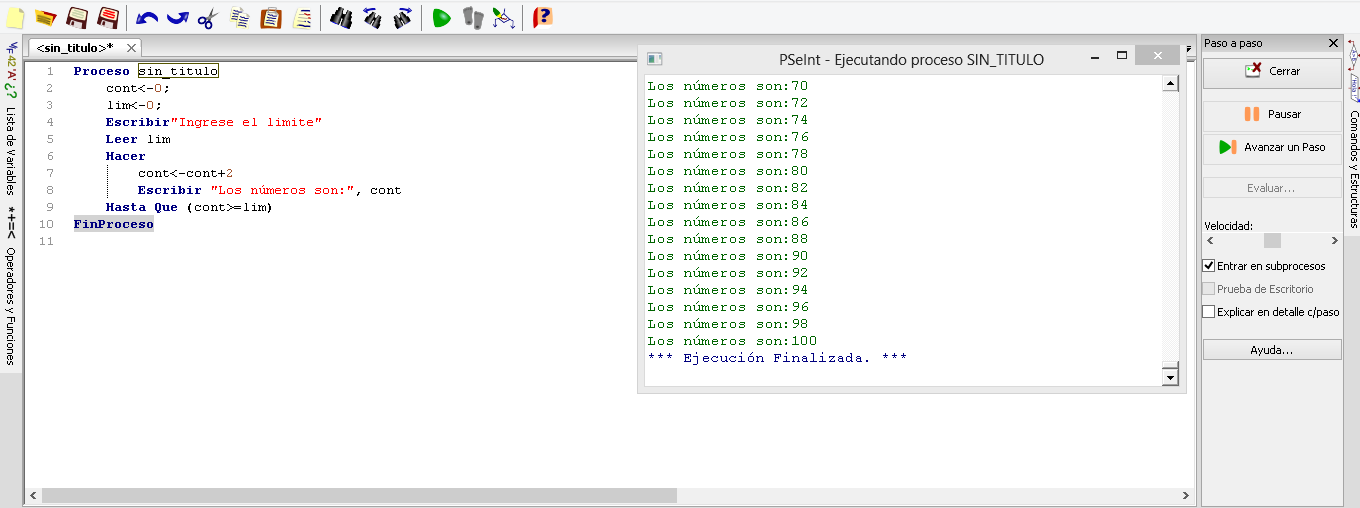 <sin_titulo>*
1 Proceso sin_titulo
2 cont<-0;
3 lim<-0;
4 Escribir"Ingrese el limite"
5 Leer lim
6 Hacer
7 cont<-cont+2
8 Escribir "Los números son:", cont
9 Hasta Que (cont>=lim)
10 FinProceso
11
42 'A' ¿?
Lista de Variables
*+=<
Operadores y Funciones
PSeInt - Ejecutando proceso SIN_TITULO
Los números son:70
Los números son:72
Los números son:74
Los números son:76
Los números son:78
Los números son:80
Los números son:82
Los números son:84
Los números son:86
Los números son:88
Los números son:90
Los números son:92
Los números son:94
Los números son:96
Los números son:98
Los números son:100
*** Ejecución Finalizada. ***
Paso a paso
Cerrar
Pausar
Avanzar un Paso
Evaluar...
Velocidad:
Entrar en subprocesos
Prueba de Escritorio
Explicar en detalle c/paso
Ayuda...
Comandos y Estructuras